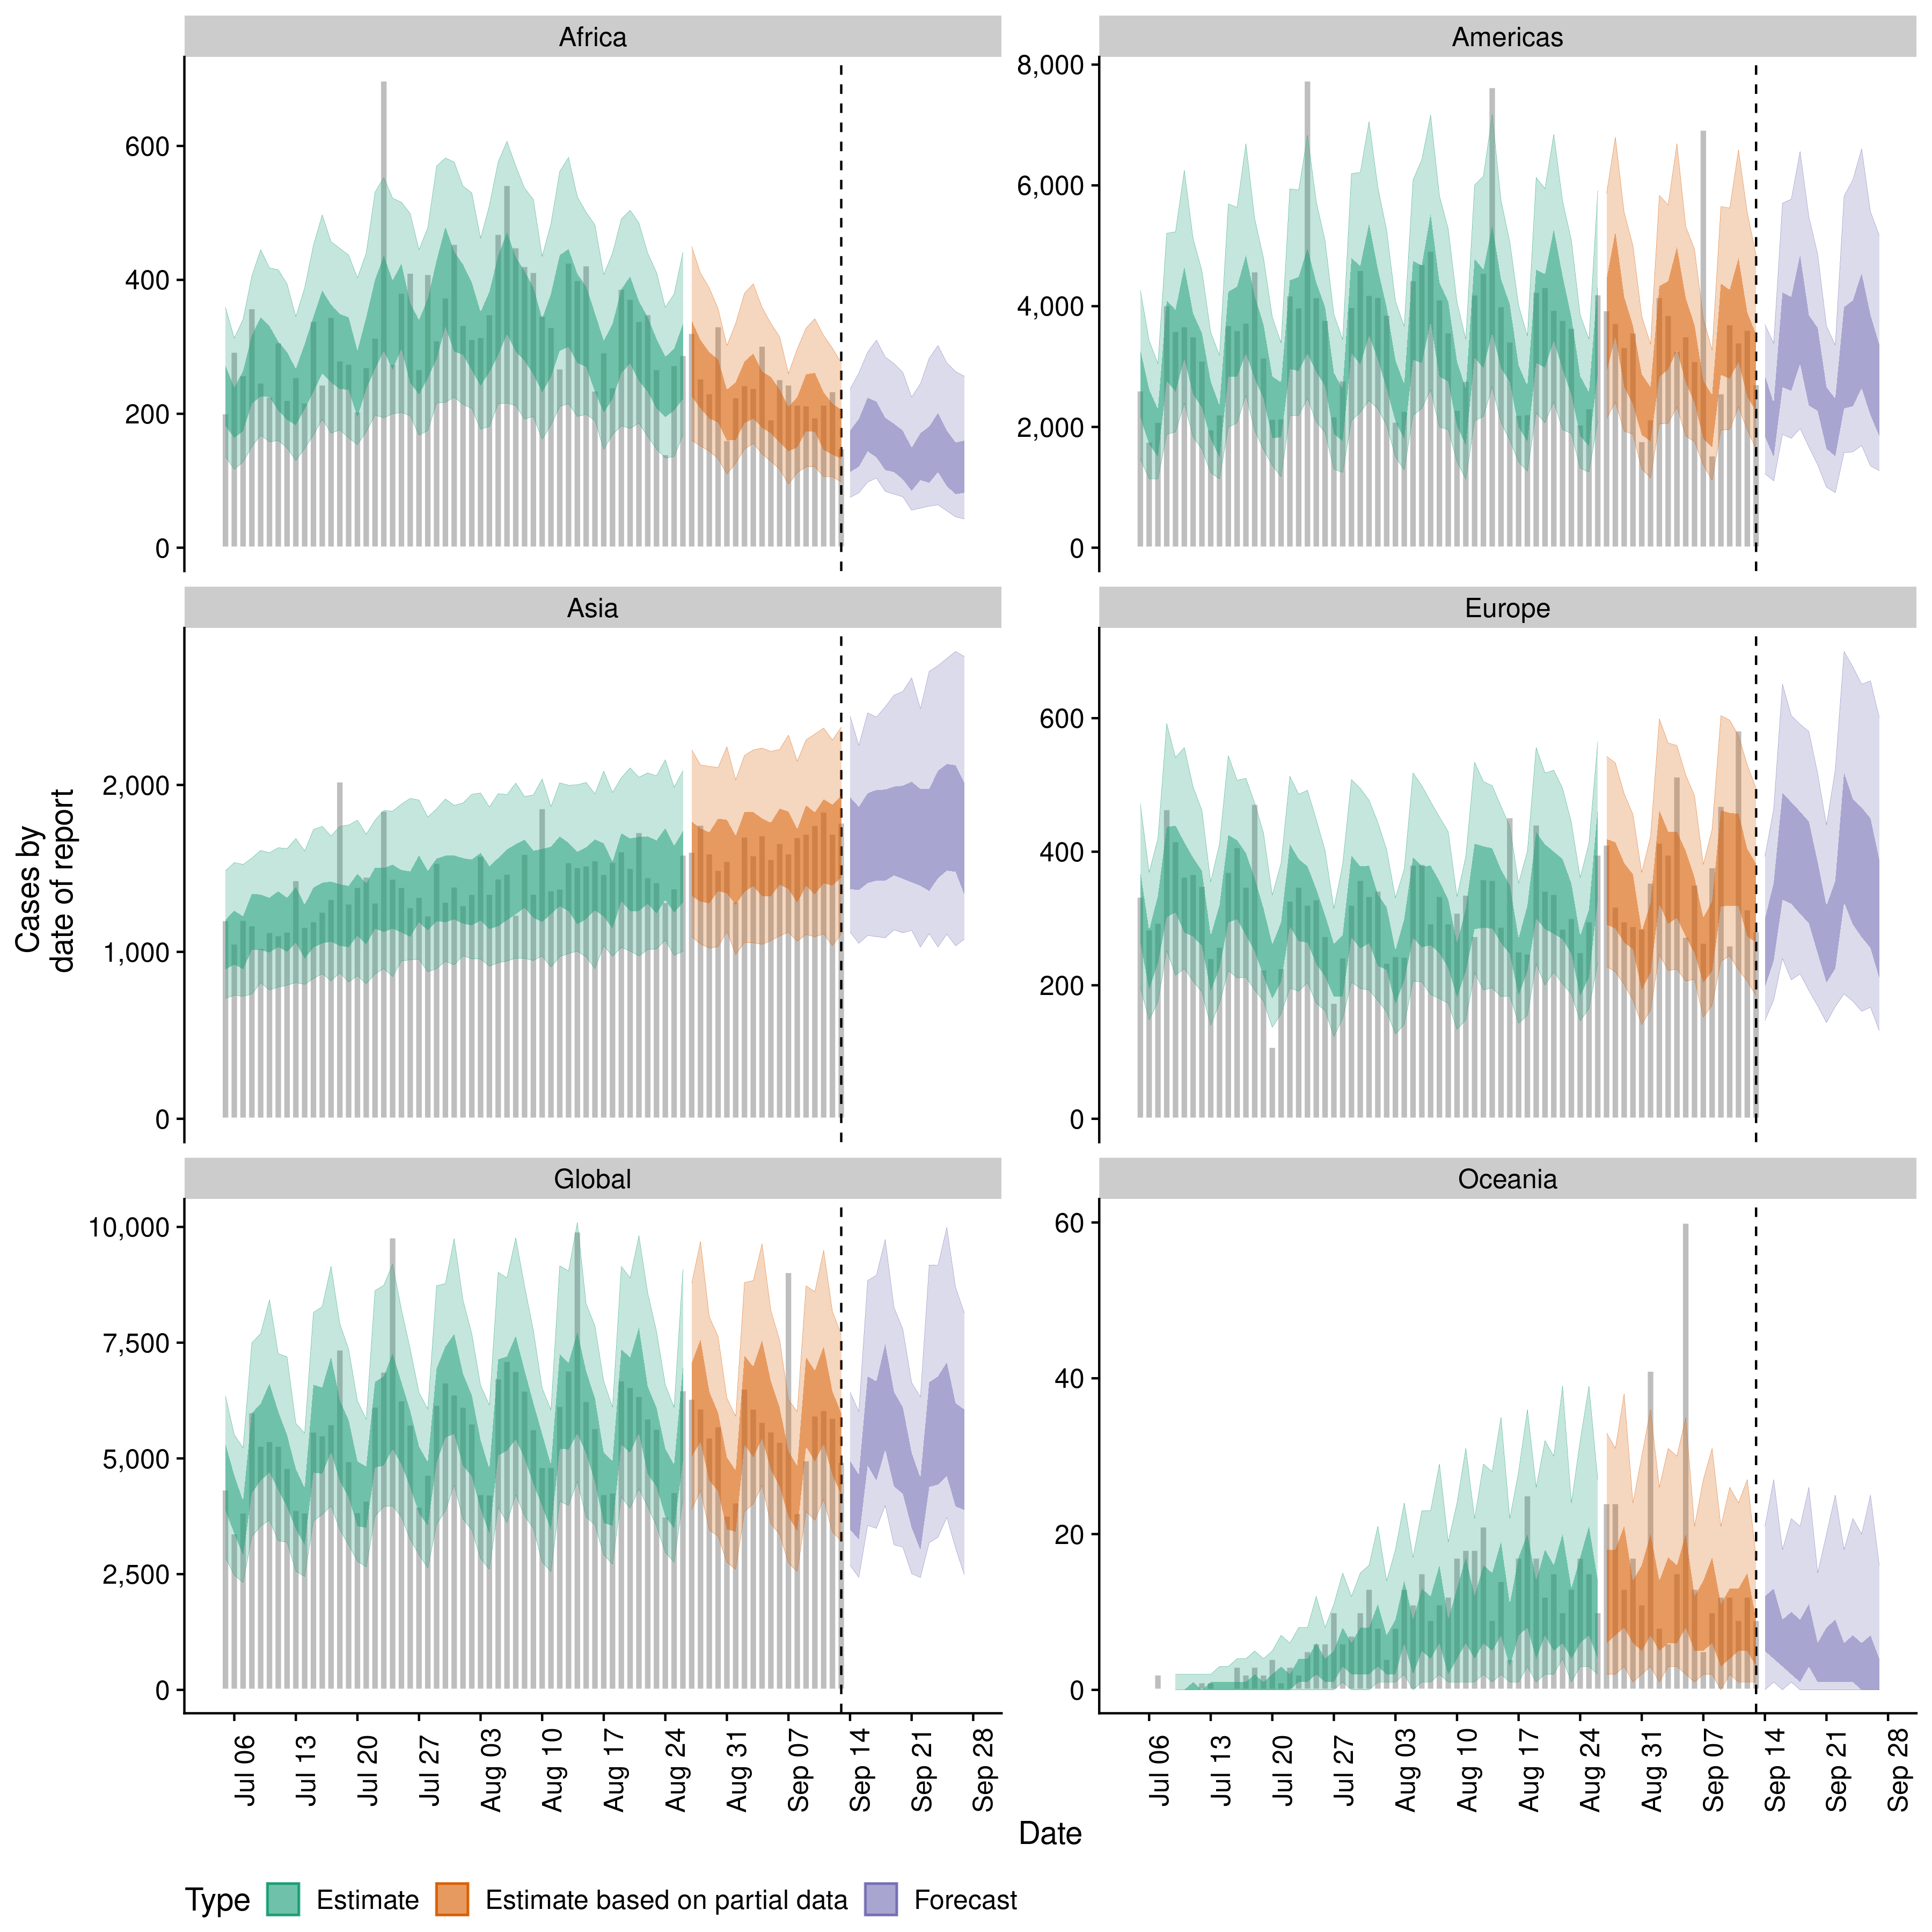 Africa
Americas
600
400
200
0
8,000
6,000
4,000
2,000
0
Asia
Europe
2,000
1,000
0
600
400
200
0
Cases by
date of report
Global
Oceania
10,000
7,500
5,000
2,500
0
60
40
20
0
Jul 06
Jul 13
Jul 20
Jul 27
Aug 03
Aug 10
Aug 17
Aug 24
Aug 31
Sep 07
Sep 14
Sep 21
Sep 28
Jul 06
Jul 13
Jul 20
Jul 27
Aug 03
Aug 10
Aug 17
Aug 24
Aug 31
Sep 07
Sep 14
Sep 21
Sep 28
Date
Type Estimate Estimate based on partial data Forecast